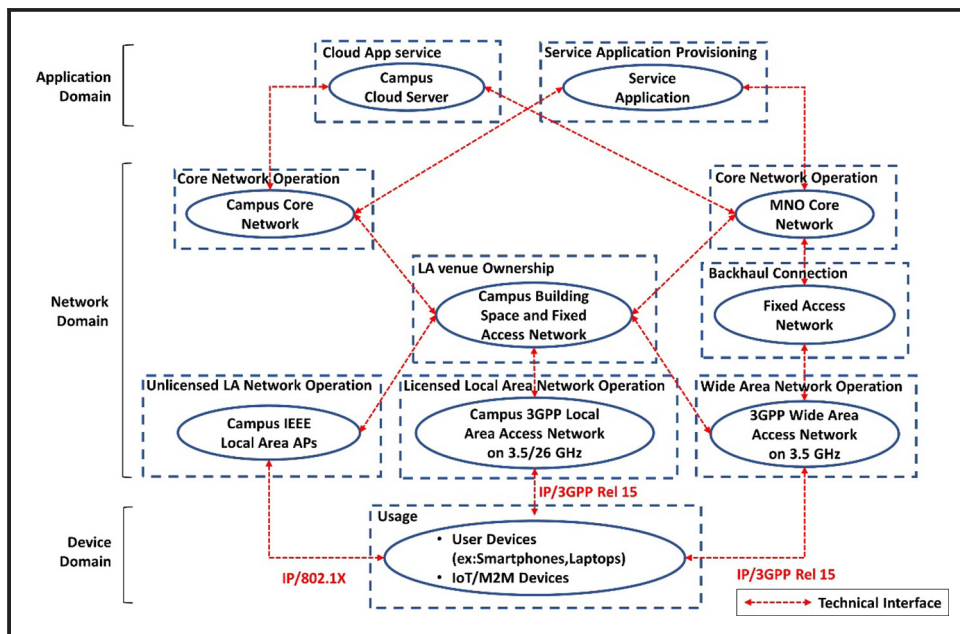 Cloud App service
Service Application Provisioning
Application
Domain
Campus
Cloud Server
Service
Application
Core Network Operation
Campus Core
Network
Core Network Operation
MNO Core
Network
LA venue Ownership
Campus Building
Space and Fixed
Access Network
Backhaul Connection
Fixed Access
Network
Network
Domain
Unlicensed LA Network Operation
Campus IEEE
Local Area APs
Licensed Local Area Network Operation
Campus 3GPP Local
Area Access Network
on 3.5/26 GHz
Wide Area Network Operation
3GPP Wide Area
Access Network
on 3.5 GHz
IP/3GPP Rel 15
Device
Domain
Usage
• User Devices
(ex:Smartphones,Laptops)
• IoT/M2M Devices
IP/802.1X
IP/3GPP Rel 15
Technical Interface